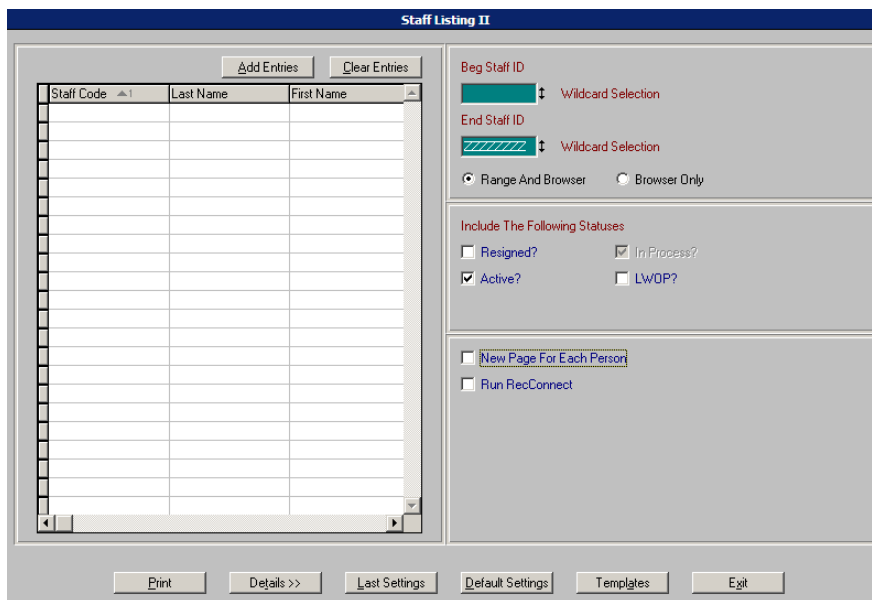 Staff Listing II
Add Entries Clear Entries
Staff Code 1 Last Name First Name
Beg Staff ID
Wildcard Selection
End Staff ID
ZZZZZZZZ Wildcard Selection
Range And Browser Browser Only
Include The Following Statuses
Resigned? In Process?
Active? LWOP?
New Page For Each Person
Run RecConnect
Print Details >> Last Settings Default Settings Templates Exit